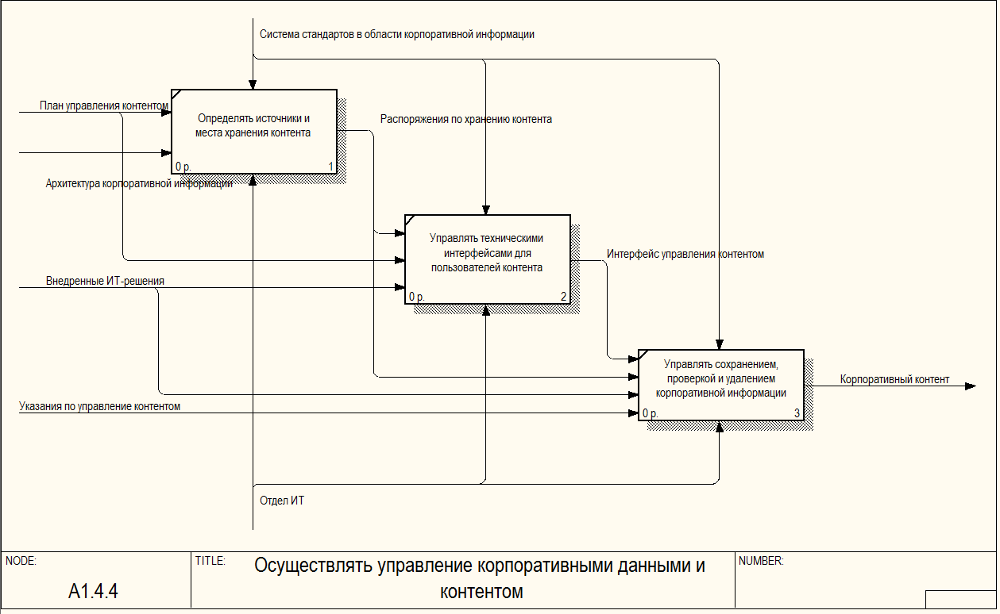 Система стандартов в области корпоративной информации
План управления контентом
Определять источники и
места хранения контента
0 р.
1
Распоряжения по хранению контента
Архитектура корпоративной информации
Управлять техническими
интерфейсами для
пользователей контента
0 р.
2
Интерфейс управления контентом
Внедренные ИТ-решения
Управлять сохранением,
проверкой и удалением
корпоративной информации
0 р.
3
Корпоративный контент
Указания по управление контентом
Отдел ИТ
NODE:
A1.4.4
TITLE:
Осуществлять управление корпоративными данными и
контентом
NUMBER: